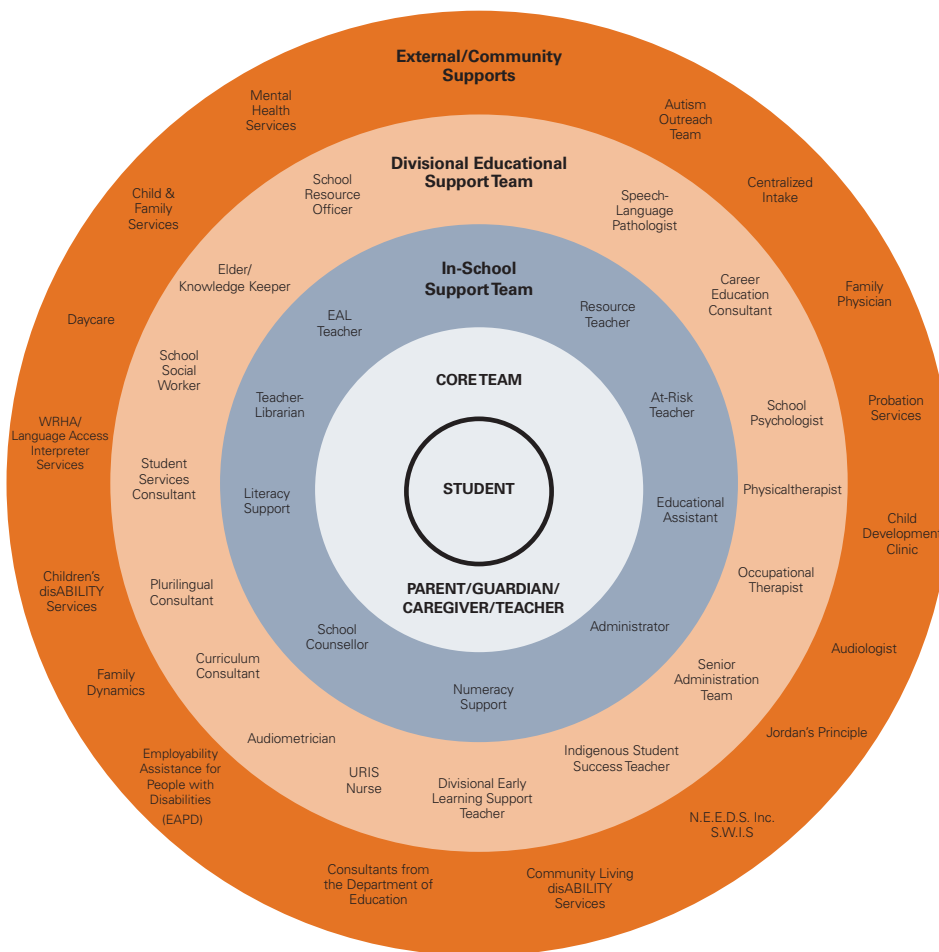 External/Community
Supports
Mental
Health
Services
Autism
Outreach
Team
Child &
Family
Services
Centralized
Intake
Daycare
Family
Physician
WRHA/
Language Access
Interpreter
Services
Probation
Services
Children's
disABILITY
Services
Child
Development
Clinic
Family
Dynamics
Audiologist
Employability
Assistance for
People with
Disabilities
(EAPD)
Jordan's Principle
N.E.E.D.S. Inc.
S.W.I.S
Consultants from
the Department of
Education
Community Living
disABILITY
Services
Divisional Educational
Support Team
School
Resource
Officer
Speech-
Language
Pathologist
Elder/
Knowledge Keeper
Career
Education
Consultant
School
Social
Worker
School
Psychologist
Student
Services
Consultant
Physicaltherapist
Plurilingual
Consultant
Occupational
Therapist
Curriculum
Consultant
Senior
Administration
Team
Audiometrician
Indigenous Student
Success Teacher
URIS
Nurse
Divisional Early
Learning Support
Teacher
In-School
Support Team
EAL
Teacher
Resource
Teacher
Teacher-
Librarian
At-Risk
Teacher
Literacy
Support
Educational
Assistant
School
Counsellor
Administrator
Numeracy
Support
CORE TEAM
STUDENT
PARENT/GUARDIAN/
CAREGIVER/TEACHER